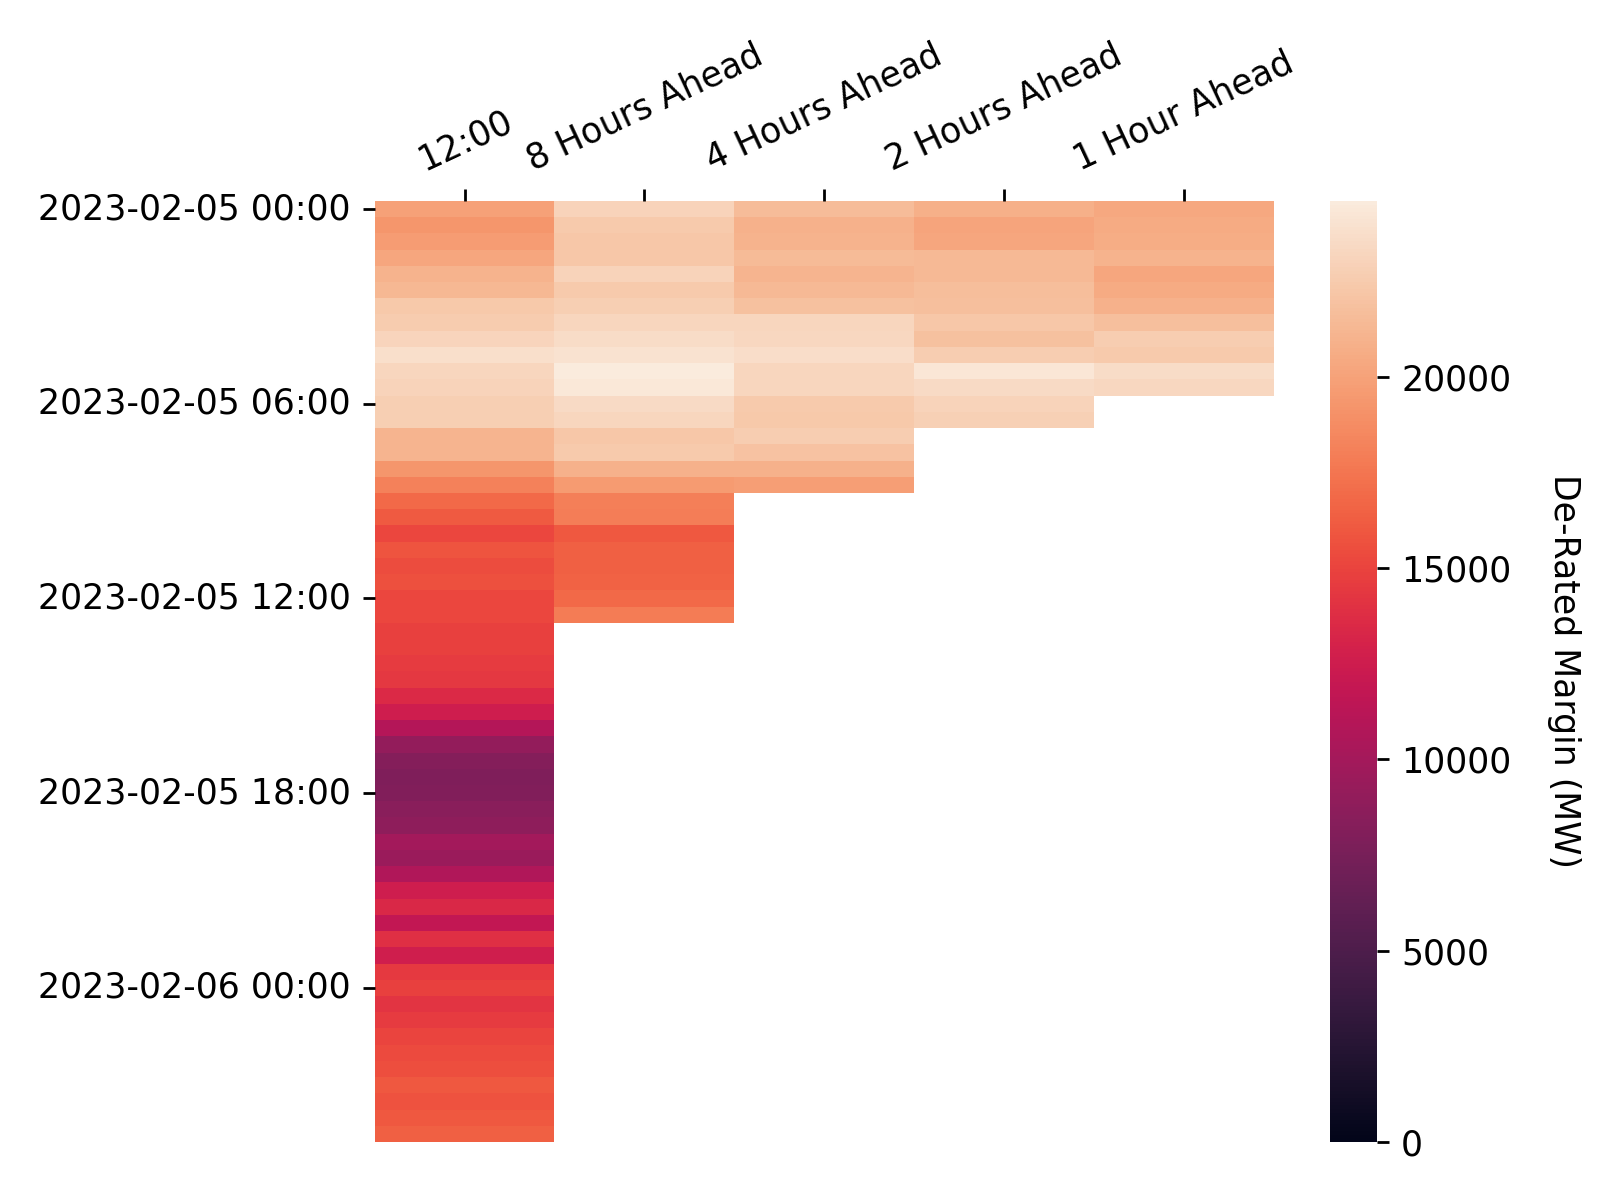 12:00
8 Hours Ahead
4 Hours Ahead
2 Hours Ahead
1 Hour Ahead
2023-02-05 00:00
2023-02-05 06:00
2023-02-05 12:00
2023-02-05 18:00
2023-02-06 00:00
20000
15000
10000
5000
0
De-Rated Margin (MW)